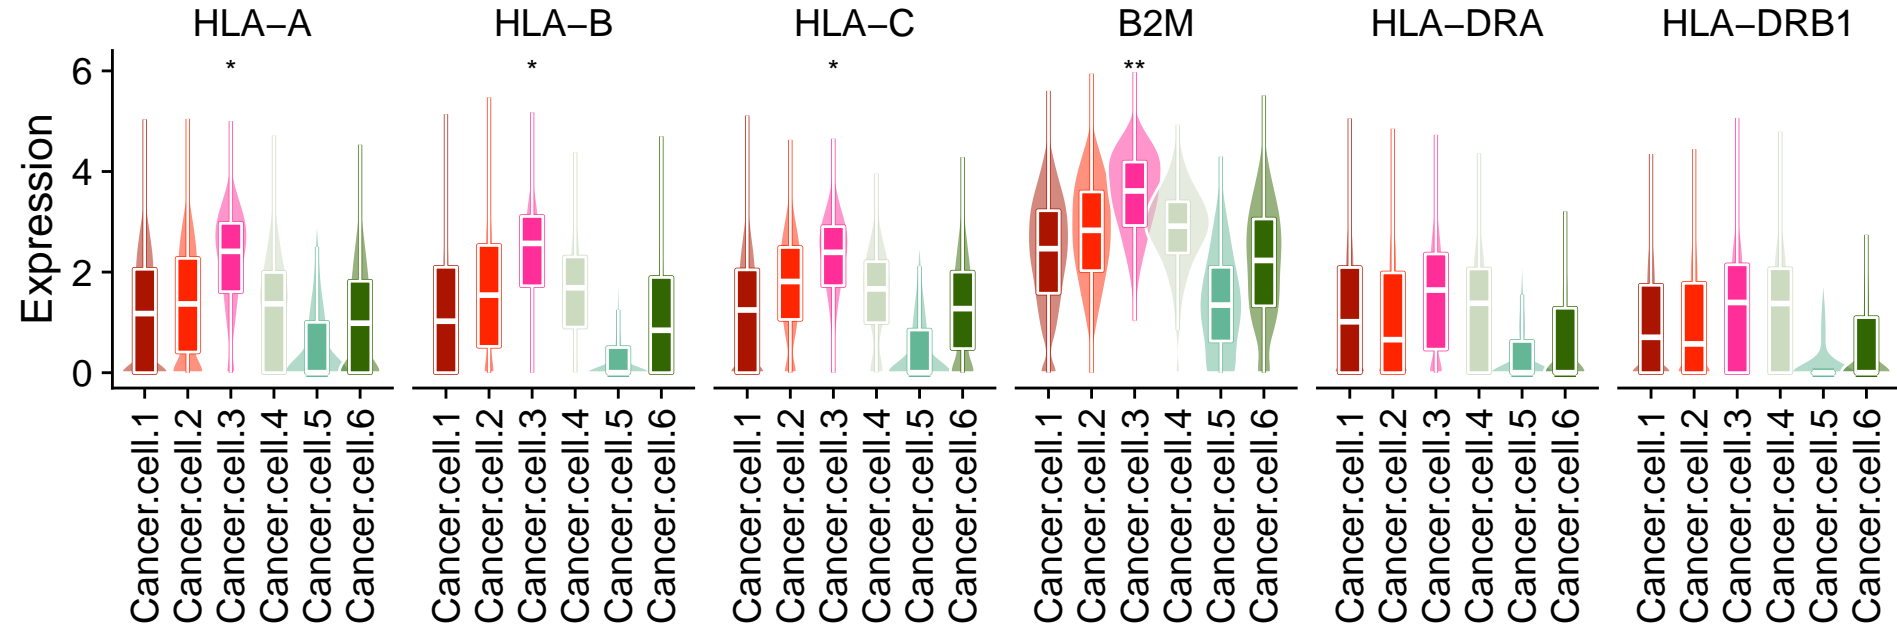 HLA−A HLA−B HLA−C B2M HLA−DRA HLA−DRB1
* * * **
Expression
6
4
2
0
Cancer.cell.1 Cancer.cell.2 Cancer.cell.3 Cancer.cell.4 Cancer.cell.5 Cancer.cell.6
Cancer.cell.1 Cancer.cell.2 Cancer.cell.3 Cancer.cell.4 Cancer.cell.5 Cancer.cell.6
Cancer.cell.1 Cancer.cell.2 Cancer.cell.3 Cancer.cell.4 Cancer.cell.5 Cancer.cell.6
Cancer.cell.1 Cancer.cell.2 Cancer.cell.3 Cancer.cell.4 Cancer.cell.5 Cancer.cell.6
Cancer.cell.1 Cancer.cell.2 Cancer.cell.3 Cancer.cell.4 Cancer.cell.5 Cancer.cell.6
Cancer.cell.1 Cancer.cell.2 Cancer.cell.3 Cancer.cell.4 Cancer.cell.5 Cancer.cell.6